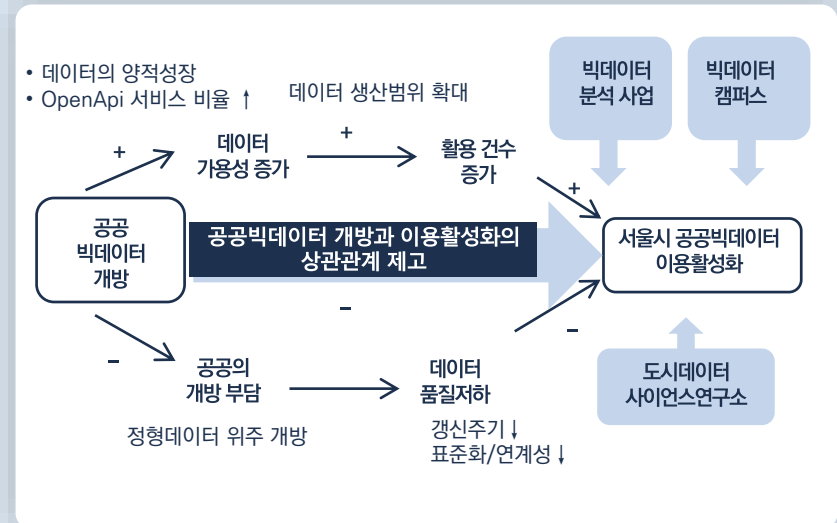 • 데이터의 양적성장
• OpenApi 서비스 비율 ↑
데이터 생산범위 확대
빅데이터
분석 사업
빅데이터
캠퍼스
+
데이터
가용성 증가
+
활용 건수
증가
+
공공
빅데이터
개방
공공빅데이터 개방과 이용활성화의
상관관계 제고
서울시 공공빅데이터
이용활성화
–
–
공공의
개방 부담
데이터
품질저하
–
도시데이터
사이언스연구소
정형데이터 위주 개방
갱신주기↓
표준화/연계성↓